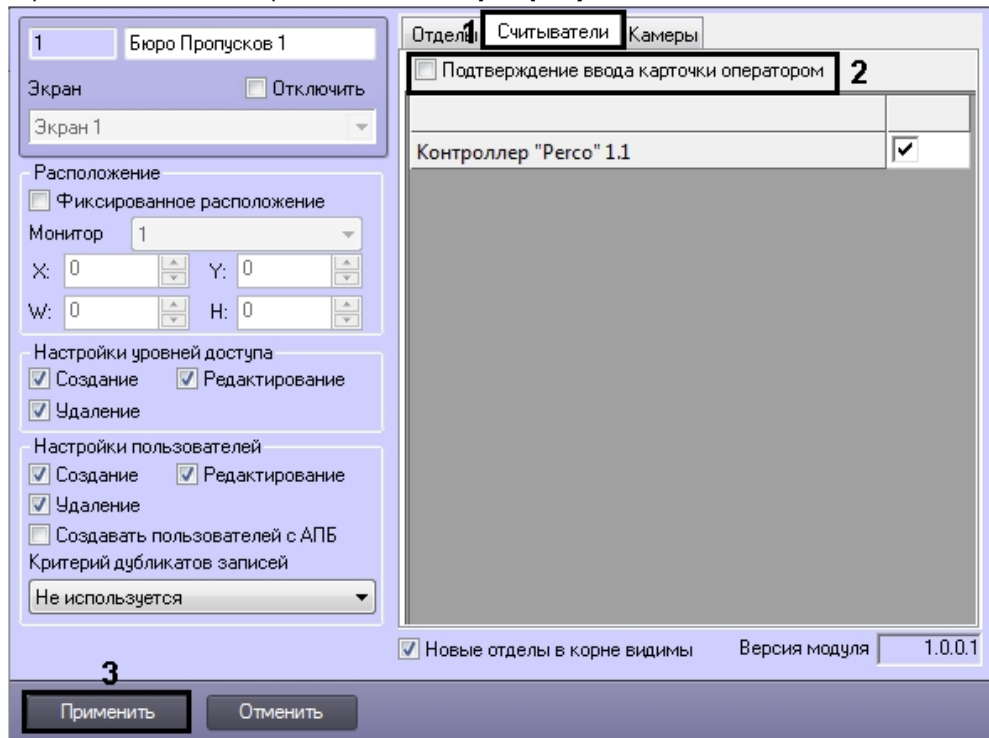 1 Бюро Пропусков 1
Экран Отключить
Экран 1
Расположение
Фиксированное расположение
Монитор 1
X: 0 Y: 0
W: 0 H: 0
Настройки уровней доступа
Создание Редактирование
Удаление
Настройки пользователей
Создание Редактирование
Удаление
Создавать пользователей с АПБ
Критерий дубликатов записей
Не используется
Отделы 1 Считыватели Камеры
Подтверждение ввода карточки оператором 2
Контроллер "Perco" 1.1
Новые отделы в корне видимы Версия модуля 1.0.0.1
3
Применить Отменить